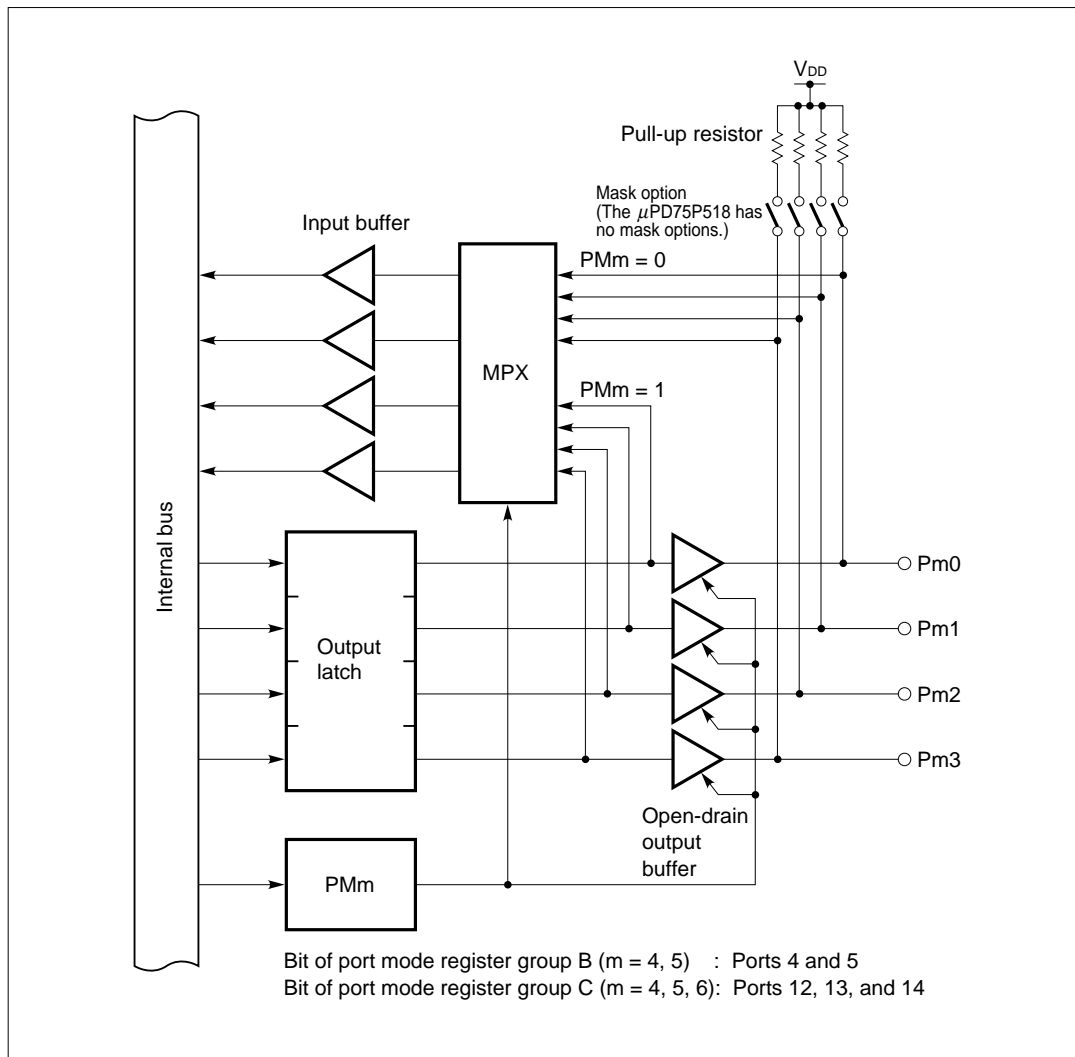 VDD
Pull-up resistor
Mask option
(The μPD75P518 has
no mask options.)
Input buffer
PMm = 0
MPX
PMm = 1
Internal bus
Output
latch
Pm0
Pm1
Pm2
Pm3
Open-drain
output
buffer
PMm
Bit of port mode register group B (m = 4, 5) : Ports 4 and 5
Bit of port mode register group C (m = 4, 5, 6): Ports 12, 13, and 14